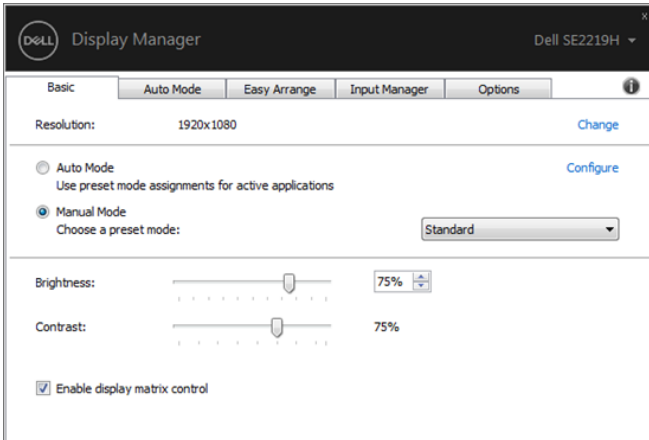 x
DELL Display Manager Dell SE2219H
Basic Auto Mode Easy Arrange Input Manager Options i
Resolution: 1920x1080 Change
Auto Mode Configure
Use preset mode assignments for active applications
Manual Mode
Choose a preset mode: Standard
Brightness: 75%
Contrast: 75%
Enable display matrix control